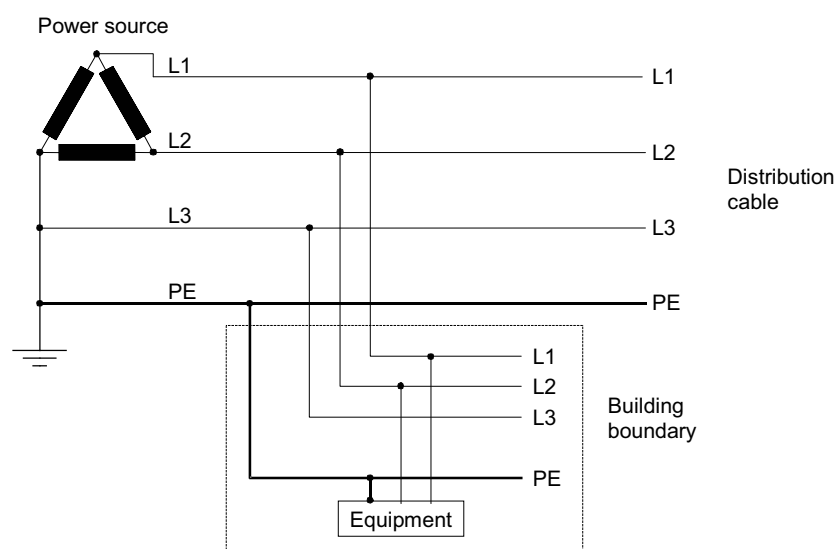 Power source
L1
L1
L2
L2
Distribution
cable
L3
L3
PE
PE
L1
L2
L3
Building
boundary
PE
Equipment